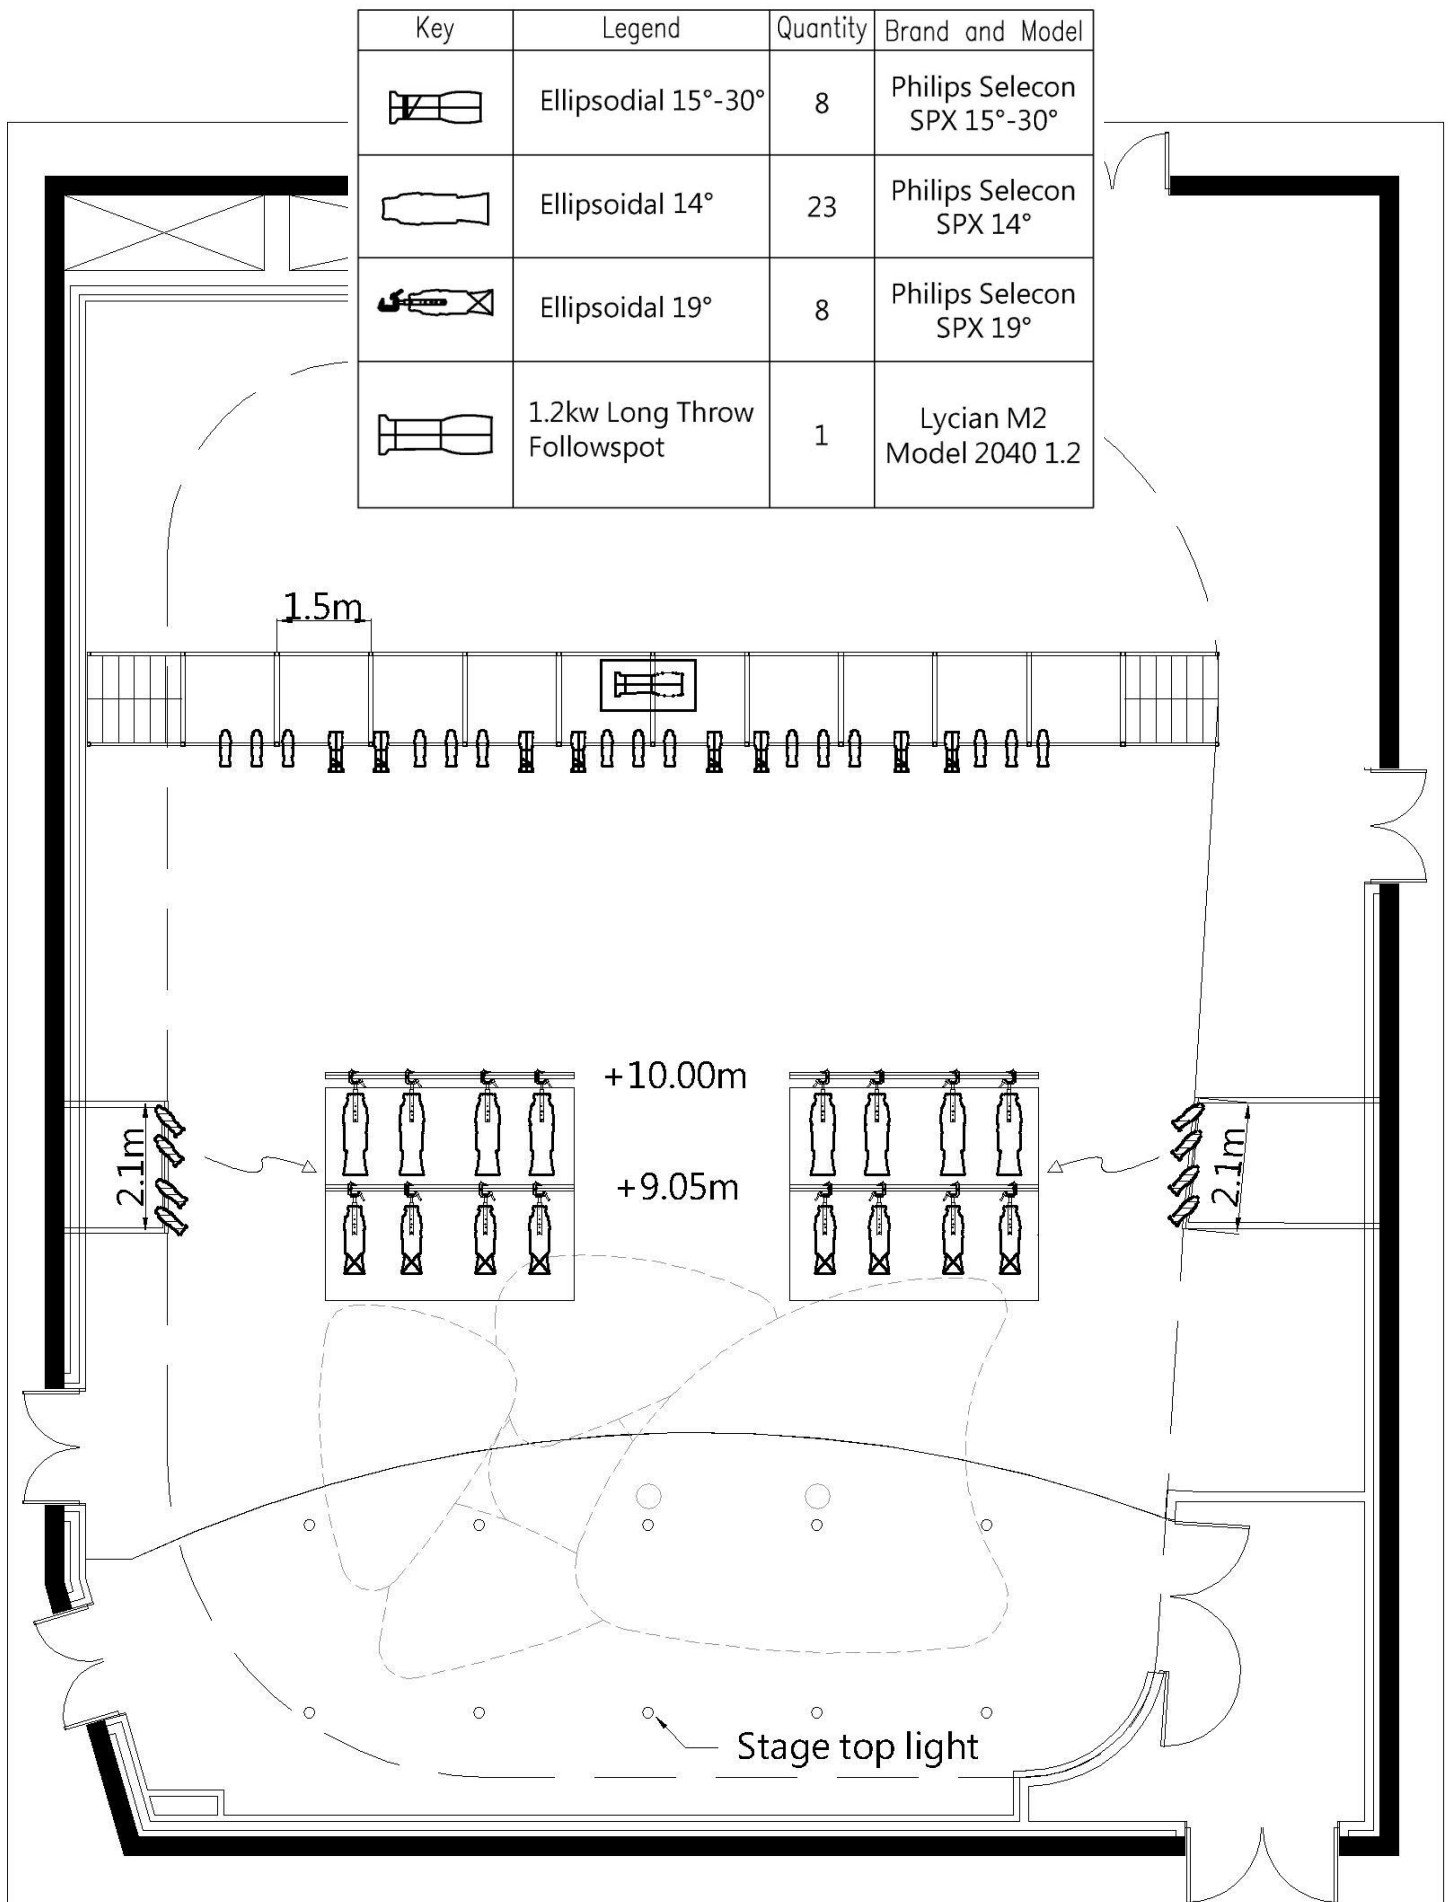 Key Legend Quantity Brand and Model
Ellipsodial 15°-30° 8 Philips Selecon
SPX 15°-30°
Ellipsoidal 14° 23 Philips Selecon
SPX 14°
Ellipsoidal 19° 8 Philips Selecon
SPX 19°
1.2kw Long Throw
Followspot
1
Lycian M2
Model 2040 1.2
1.5m
+10.00m
2.1m
+9.05m
2.1m
Stage top light